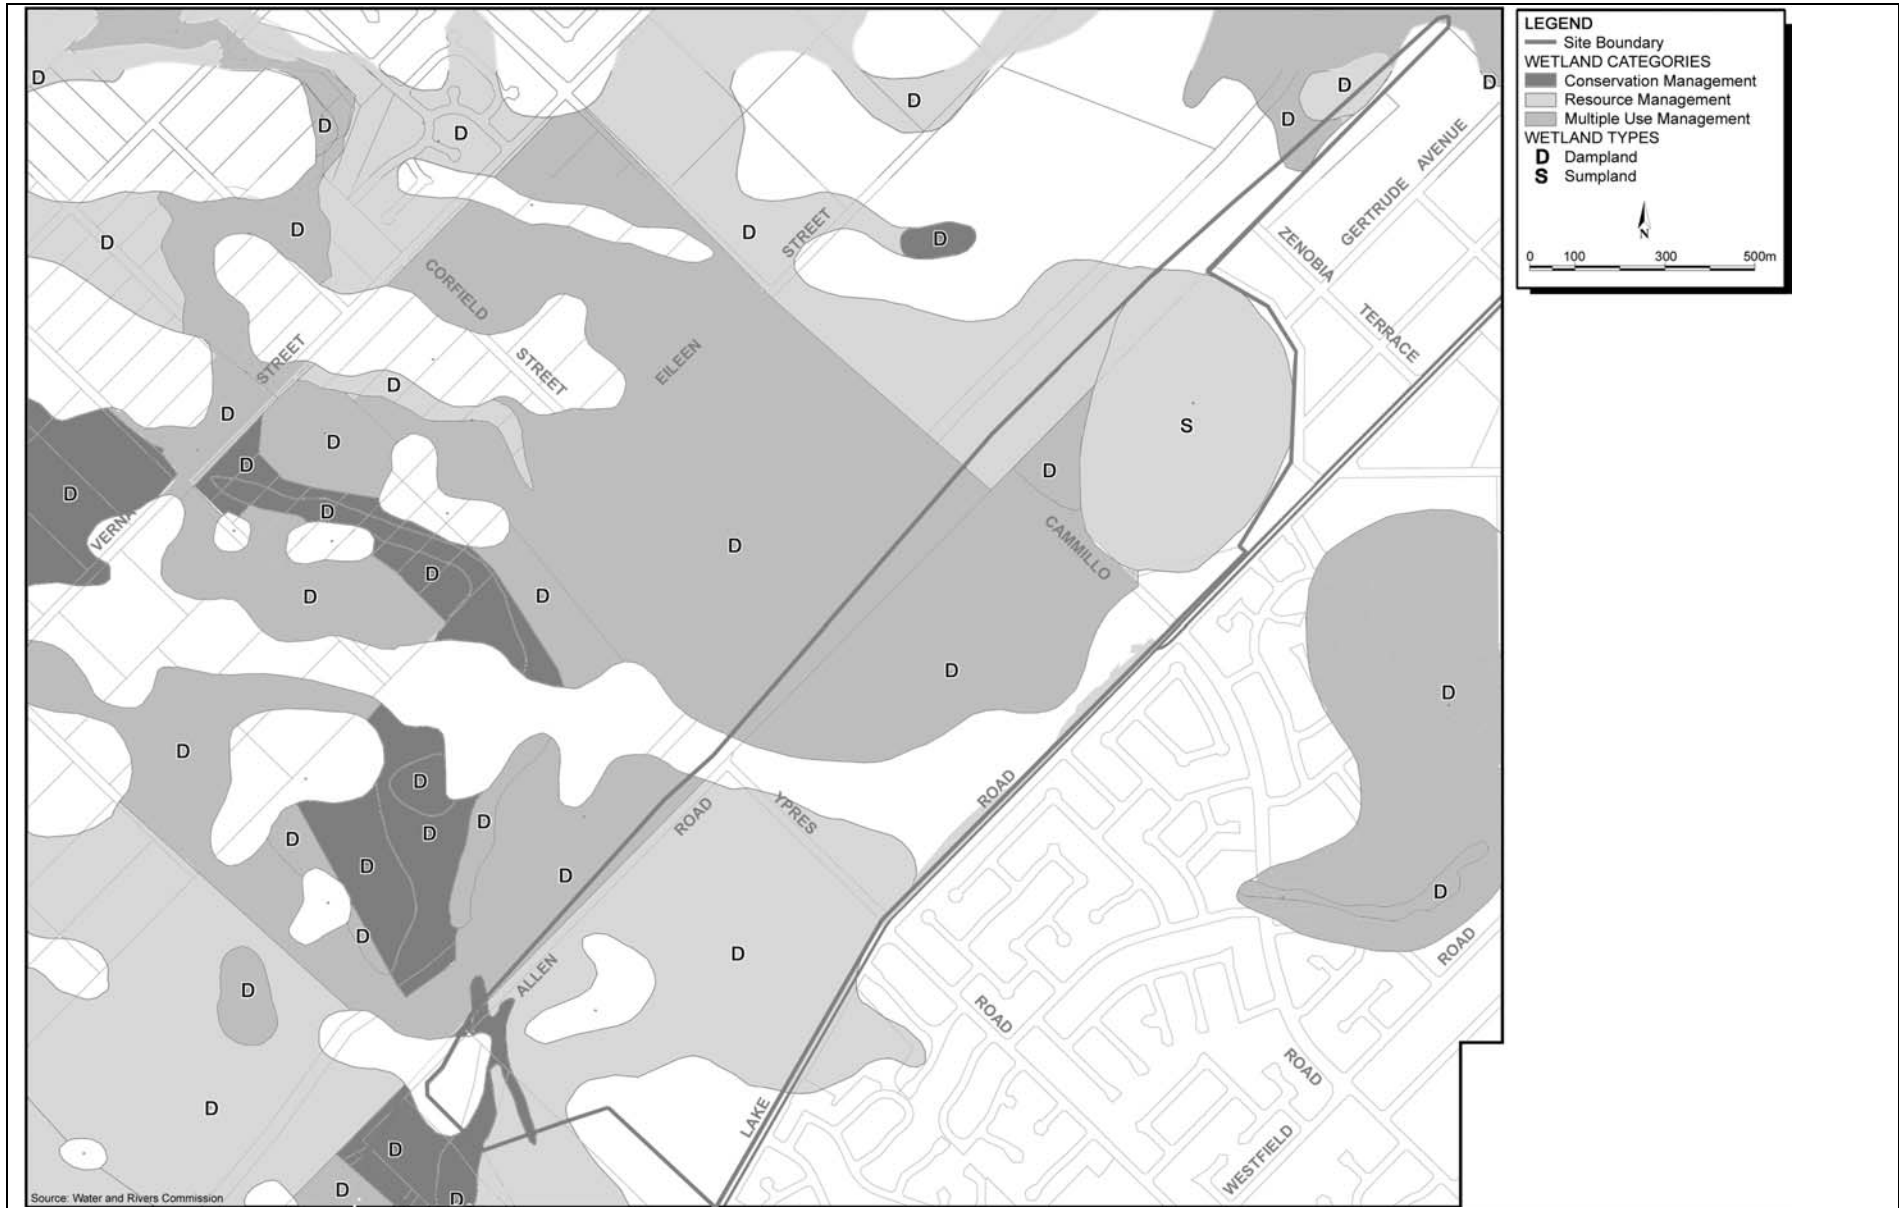 LEGEND
Site Boundary
WETLAND CATEGORIES
Conservation Management
Resource Management
Multiple Use Management
WETLAND TYPES
D Dampland
S Sumpland
N
0 100 300 500m
D
D
D
D
D
D
D
D
D
D
D
D
GERTRUDE AVENUE
ZENOBIA
TERRACE
STREET
CORFIELD
STREET
EILEEN
STREET
D
D
D
S
D
D
D
D
D
VERNA
D
CAMMILLO
D
D
D
D
D
D
D
D
ROAD
ROAD
YPRES
D
D
D
D
D
D
D
D
D
ALLEN
ROAD
ROAD
ROAD
D
LAKE
D
WESTFIELD
D
D
Source: Water and Rivers Commission